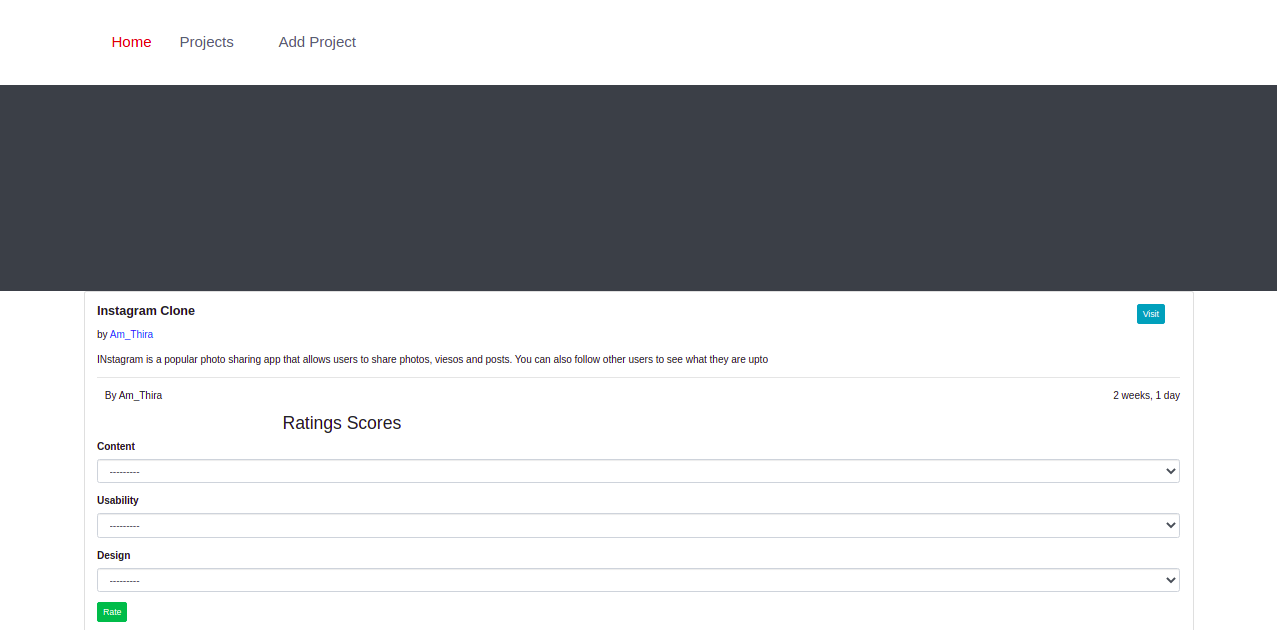 Home Projects Add Project
Instagram Clone Visit
by Am_Thira
INstagram is a popular photo sharing app that allows users to share photos, viesos and posts. You can also follow other users to see what they are upto
By Am_Thira 2 weeks, 1 day
Ratings Scores
Content
---------
Usability
---------
Design
---------
Rate